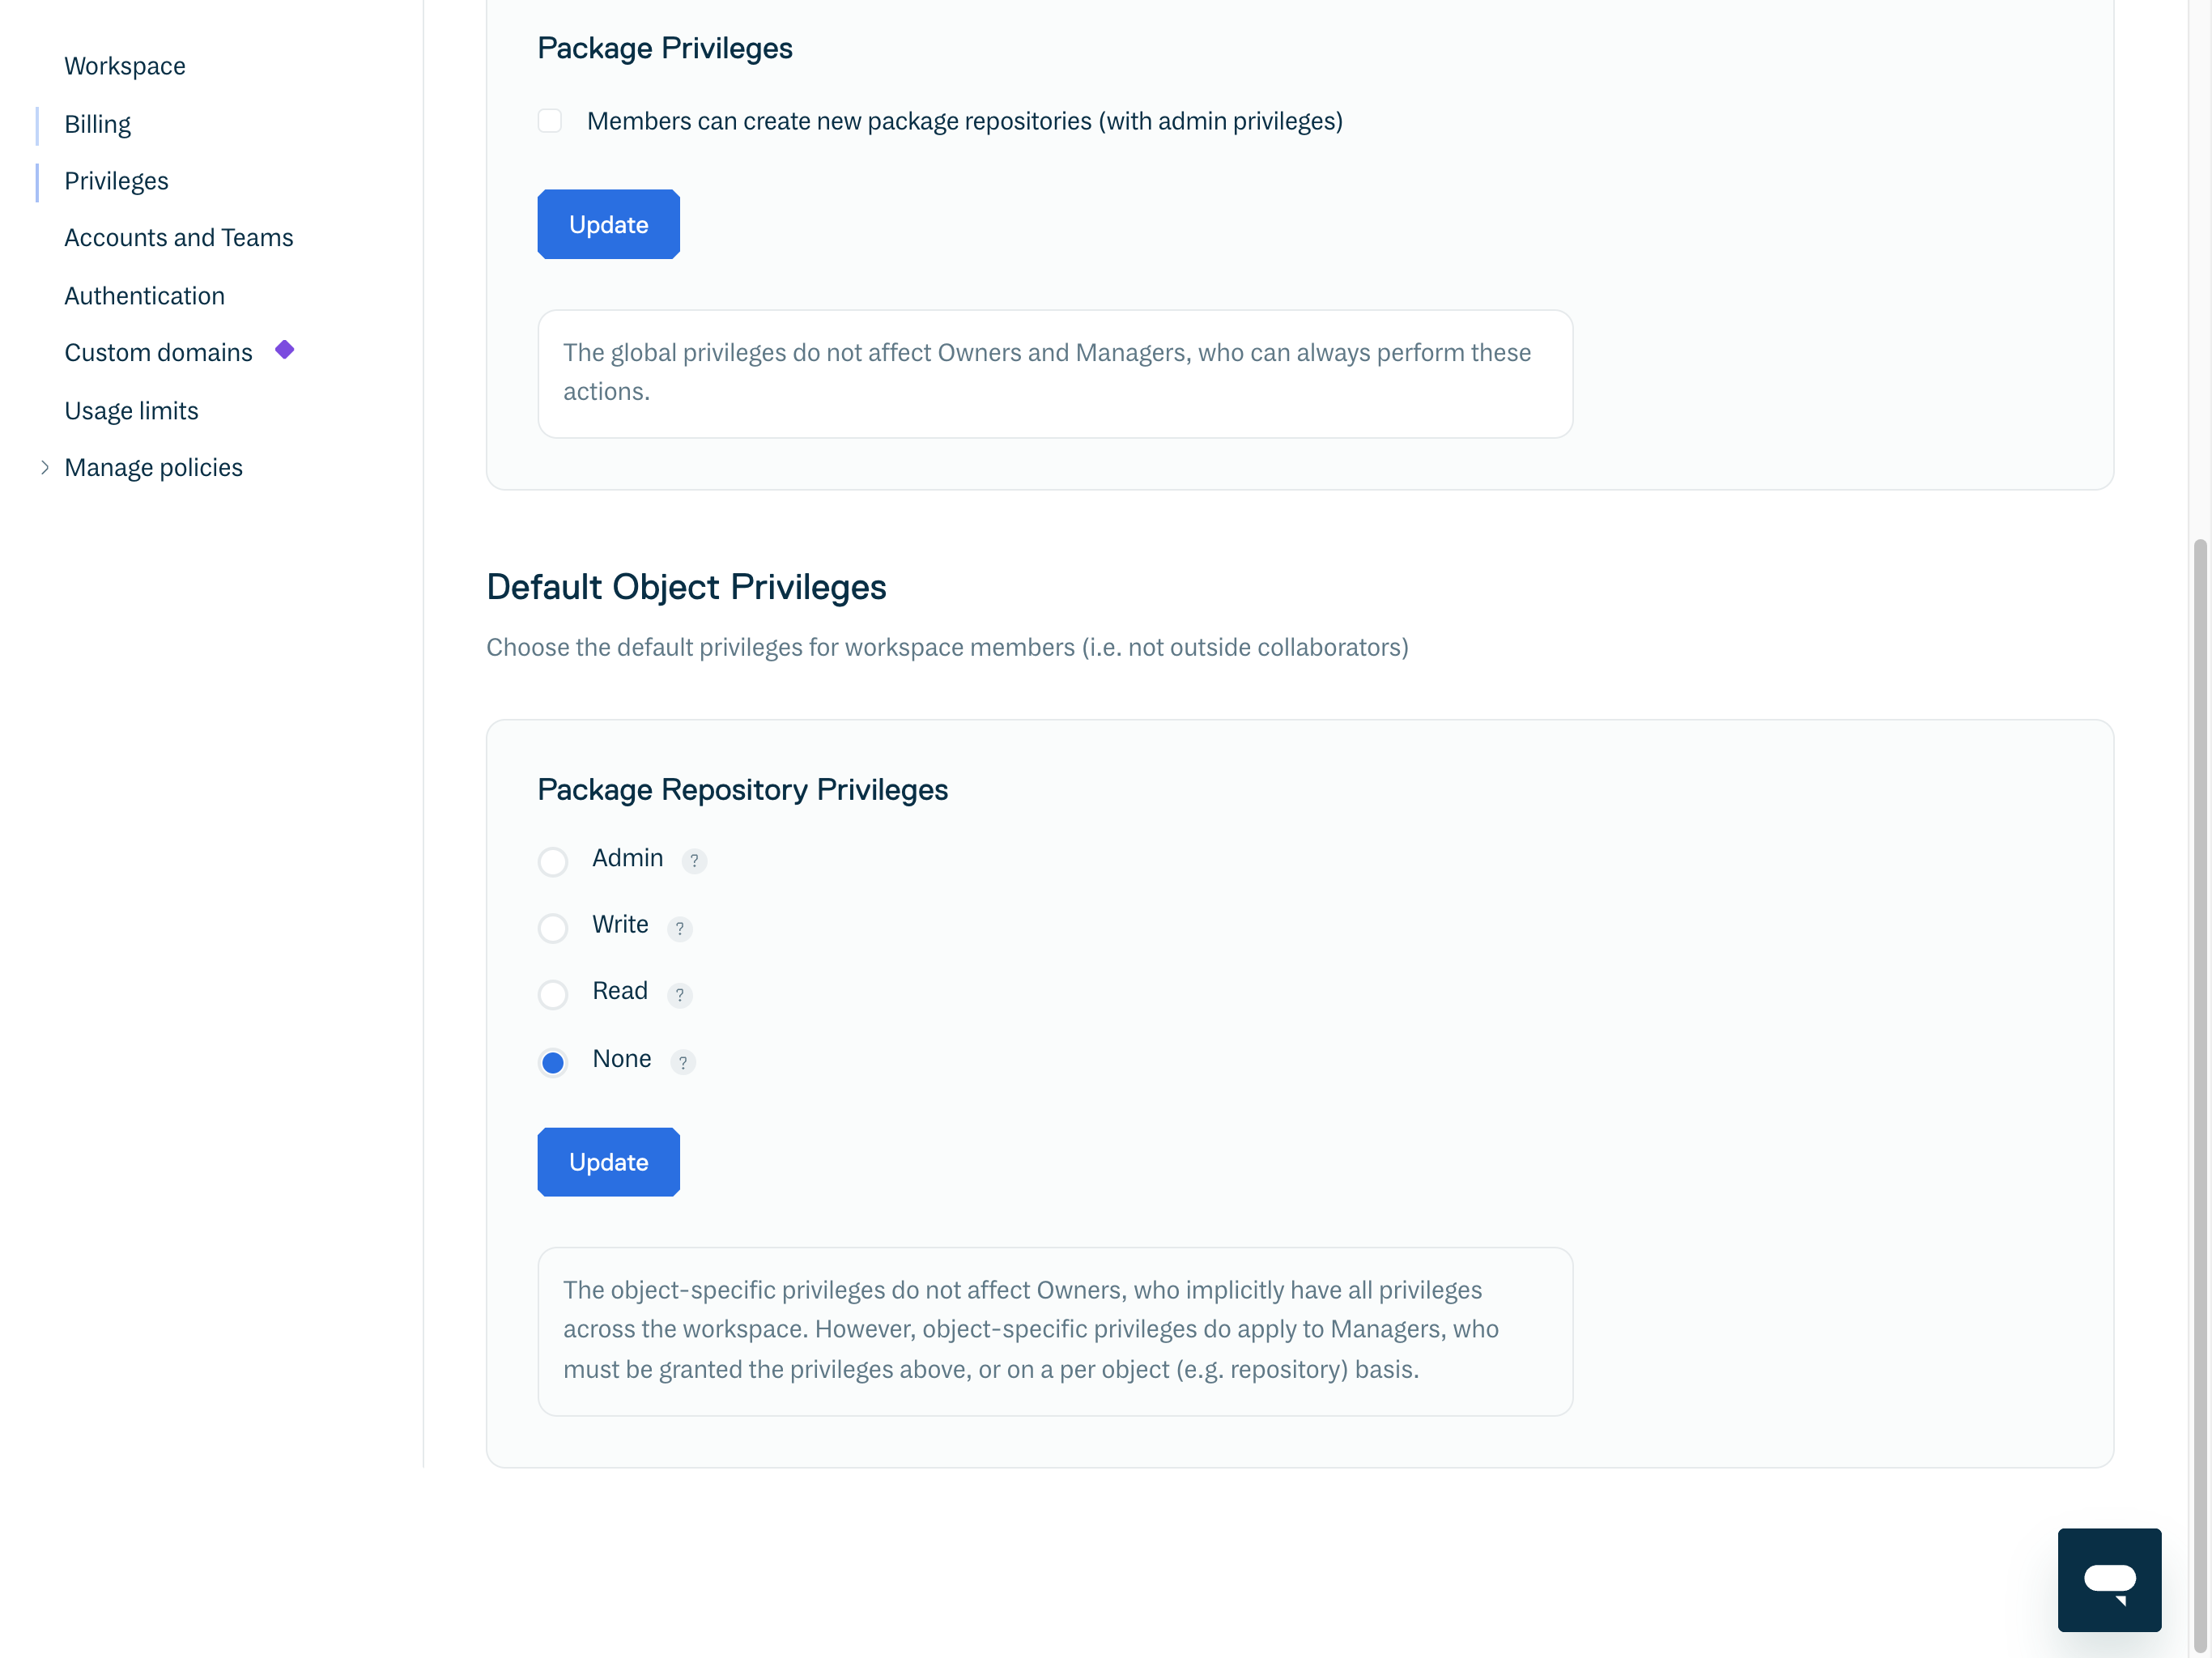 Workspace
Billing
Privileges
Accounts and Teams
Authentication
Custom domains
Usage limits
Manage policies
Package Privileges
Members can create new package repositories (with admin privileges)
Update
The global privileges do not affect Owners and Managers, who can always perform these
actions.
Default Object Privileges
Choose the default privileges for workspace members (i.e. not outside collaborators)
Package Repository Privileges
Admin ?
Write ?
Read ?
None ?
Update
The object-specific privileges do not affect Owners, who implicitly have all privileges
across the workspace. However, object-specific privileges do apply to Managers, who
must be granted the privileges above, or on a per object (e.g. repository) basis.